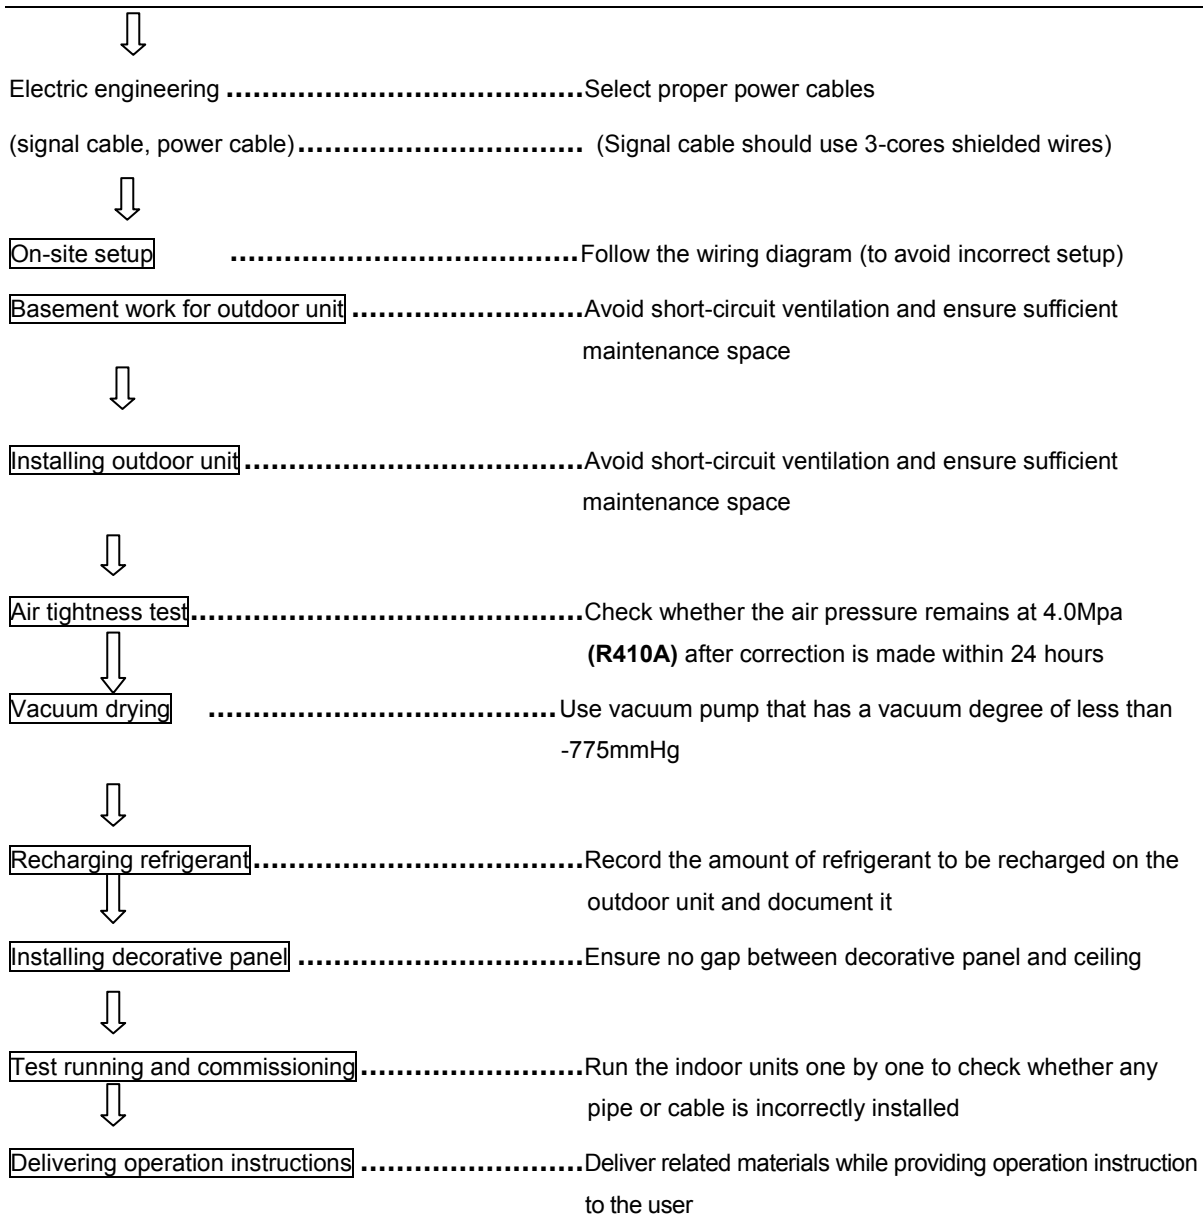 Electric engineering ........................................Select proper power cables
(signal cable, power cable)................................ (Signal cable should use 3-cores shielded wires)
On-site setup .......................................Follow the wiring diagram (to avoid incorrect setup)
Basement work for outdoor unit ..........................Avoid short-circuit ventilation and ensure sufficient
maintenance space
Installing outdoor unit ......................................Avoid short-circuit ventilation and ensure sufficient
maintenance space
Air tightness test............................................Check whether the air pressure remains at 4.0Mpa
(R410A) after correction is made within 24 hours
Vacuum drying .......................................Use vacuum pump that has a vacuum degree of less than
-775mmHg
Recharging refrigerant.....................................Record the amount of refrigerant to be recharged on the
outdoor unit and document it
Installing decorative panel ................................Ensure no gap between decorative panel and ceiling
Test running and commissioning.........................Run the indoor units one by one to check whether any
pipe or cable is incorrectly installed
Delivering operation instructions .........................Deliver related materials while providing operation instruction
to the user